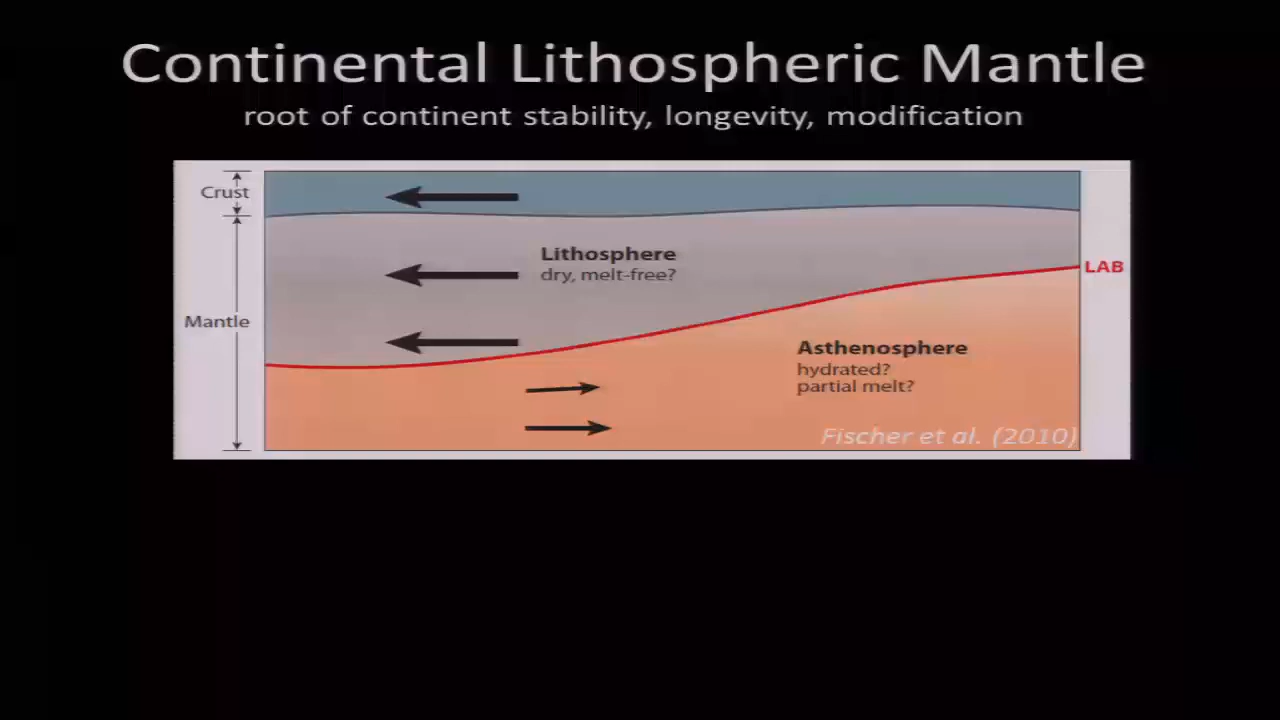 Continental Lithospheric Mantle
root of continent stability, longevity, modification
Crust
Lithosphere
dry, melt-free?
LAB
Mantle
Asthenosphere
hydrated?
partial melt?
Fischer et al. (2010)